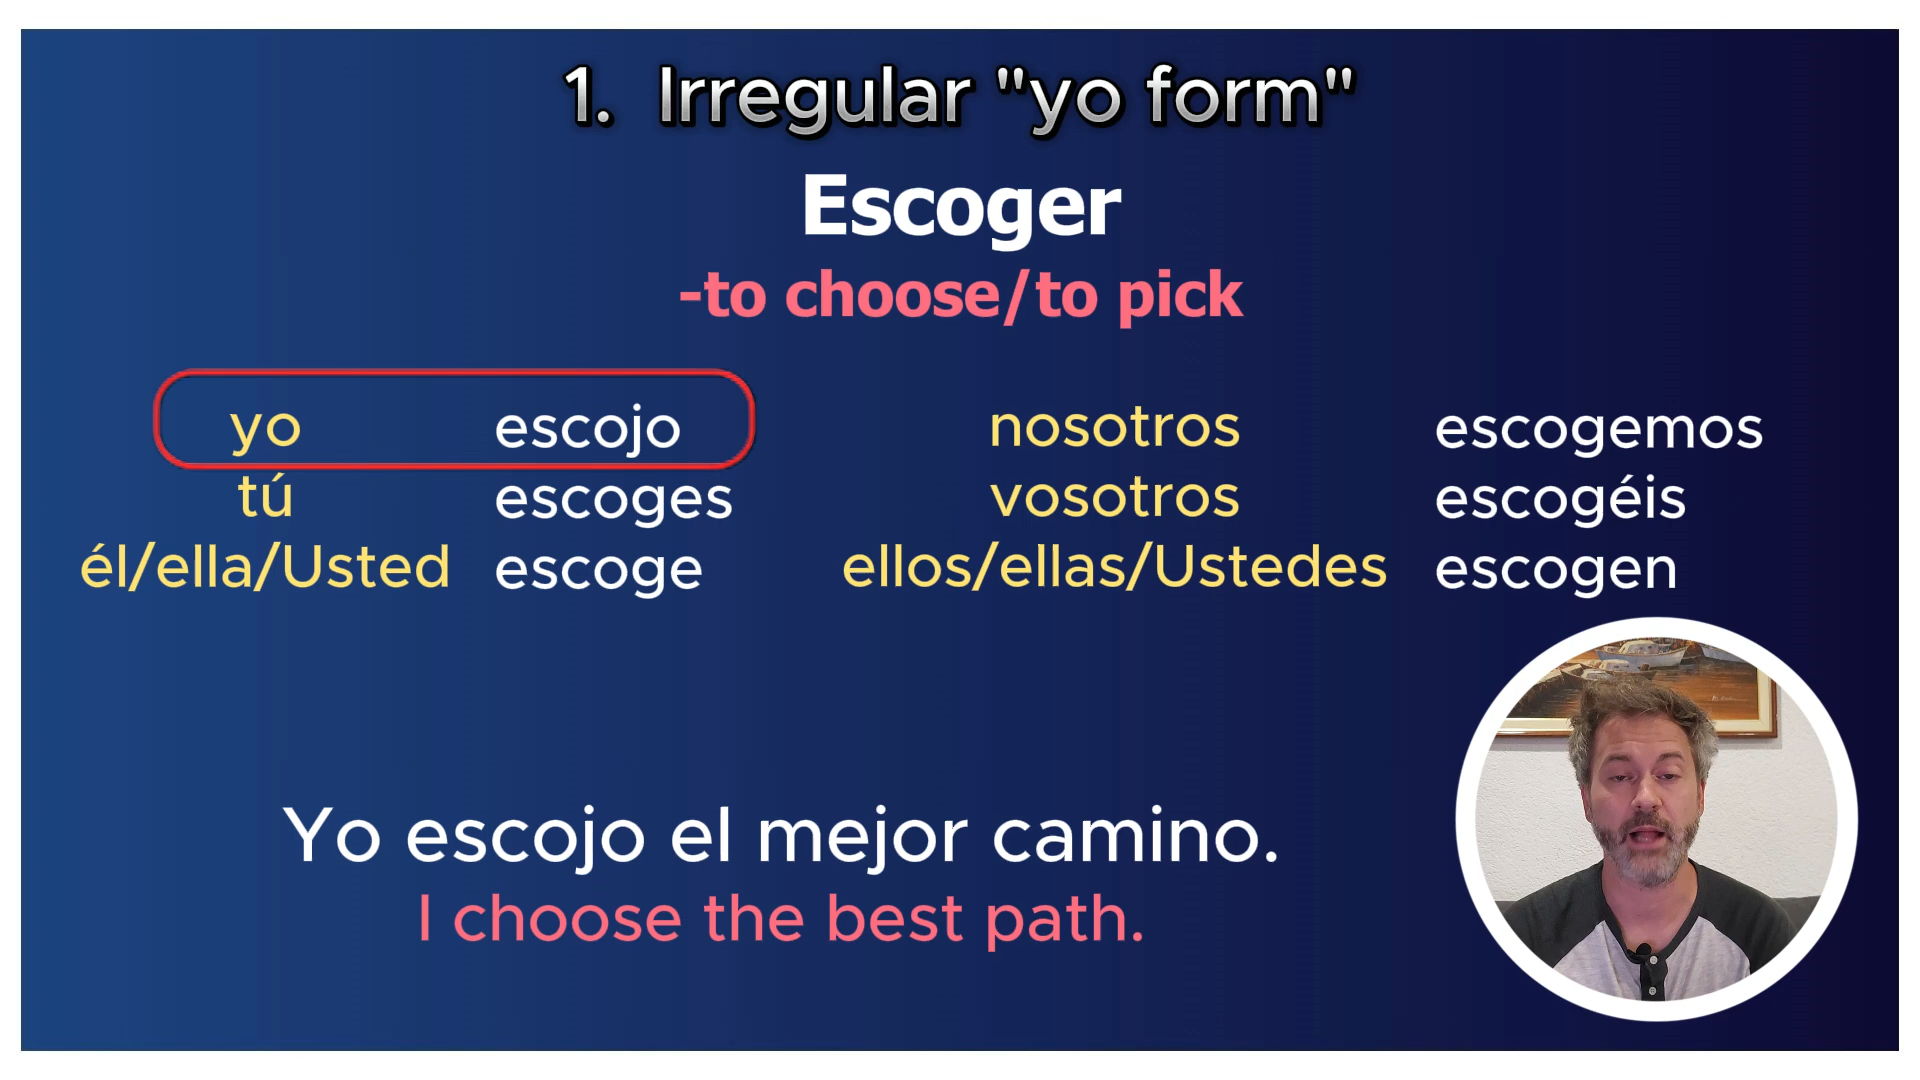 1. Irregular "yo form"
Escoger
-to choose/to pick
yo escojo nosotros escogemos
tú escoges vosotros escogéis
él/ella/Usted escoge ellos/ellas/Ustedes escogen
Yo escojo el mejor camino.
I choose the best path.